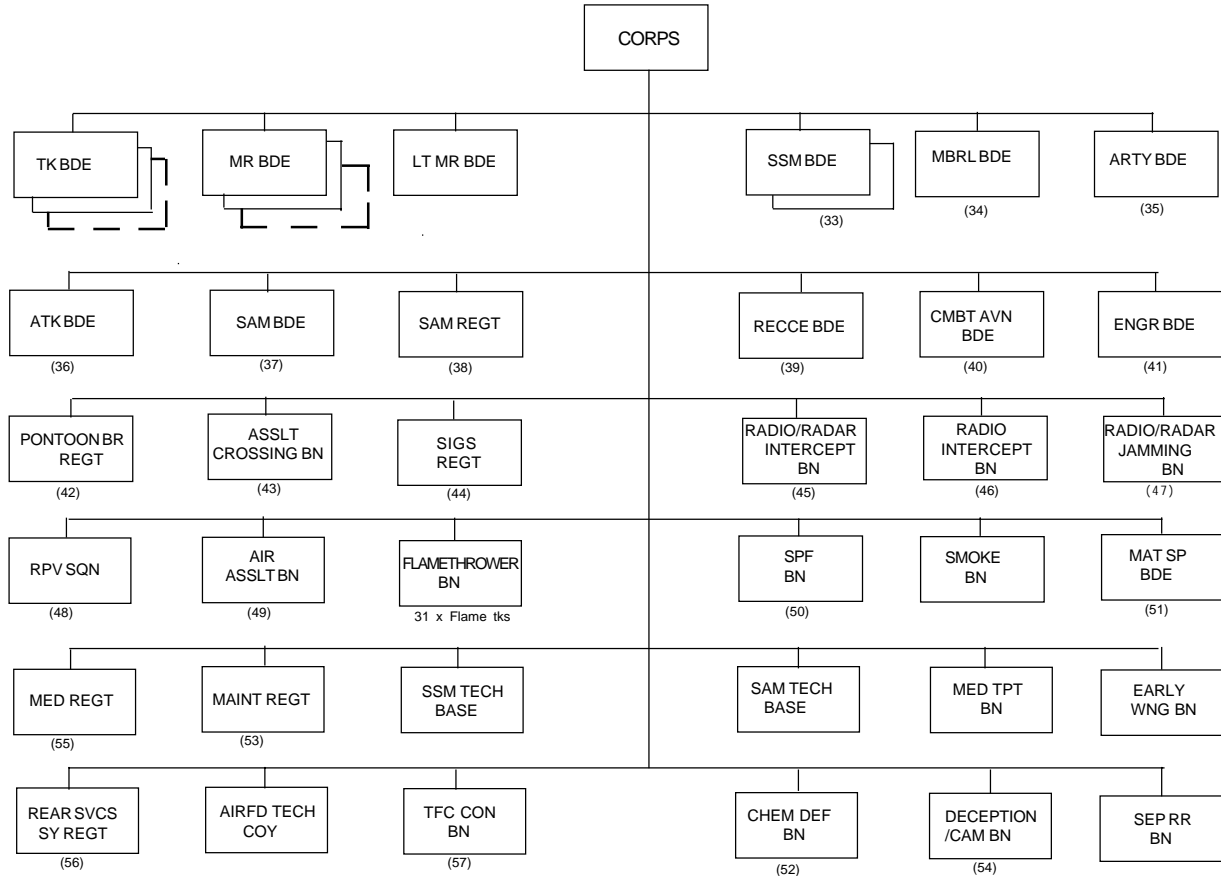 CORPS
TK BDE
MR BDE
LT MR BDE
SSM BDE
(33)
MBRL BDE
(34)
ARTY BDE
(35)
ATK BDE
(36)
SAM BDE
(37)
SAM REGT
(38)
RECCE BDE
(39)
CMBT AVN
BDE
(40)
ENGR BDE
(41)
PONTOON BR
REGT
(42)
ASSLT
CROSSING BN
(43)
SIGS
REGT
(44)
RADIO/RADAR
INTERCEPT
BN
(45)
RADIO
INTERCEPT
BN
(46)
RADIO/RADAR
JAMMING
BN
(47)
RPV SQN
(48)
AIR
ASSLT BN
(49)
FLAMETHROWER
BN
31 x Flame tks
SPF
BN
(50)
SMOKE
BN
MAT SP
BDE
(51)
MED REGT
(55)
MAINT REGT
(53)
SSM TECH
BASE
SAM TECH
BASE
MED TPT
BN
EARLY
WNG BN
REAR SVCS
SY REGT
(56)
AIRFD TECH
COY
TFC CON
BN
(57)
CHEM DEF
BN
(52)
DECEPTION
/CAM BN
(54)
SEP RR
BN